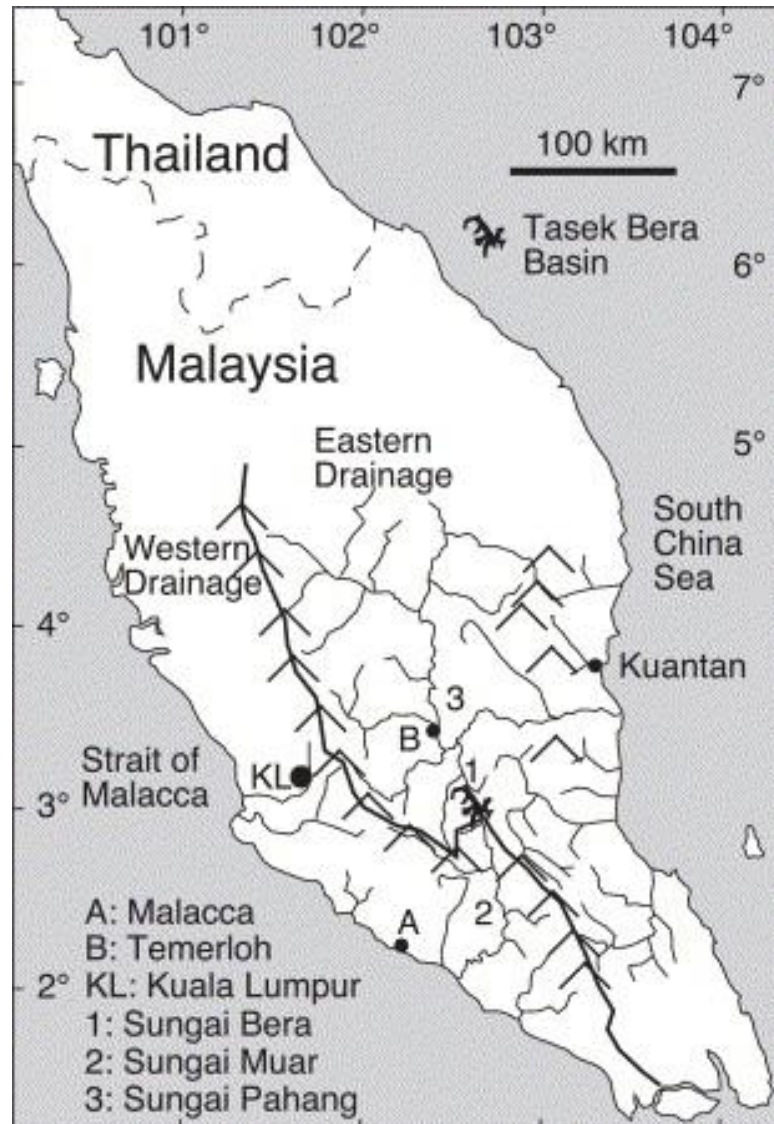 101° 102° 103° 104°
7°
Thailand
100 km
Tasek Bera
Basin
6°
Malaysia
5°
Eastern
Drainage
South
China
Sea
Western
Drainage
4°
Kuantan
3
B
Strait of
Malacca
KL
1
3°
A: Malacca
2
A
B: Temerloh
2°
KL: Kuala Lumpur
1: Sungai Bera
2: Sungai Muar
3: Sungai Pahang